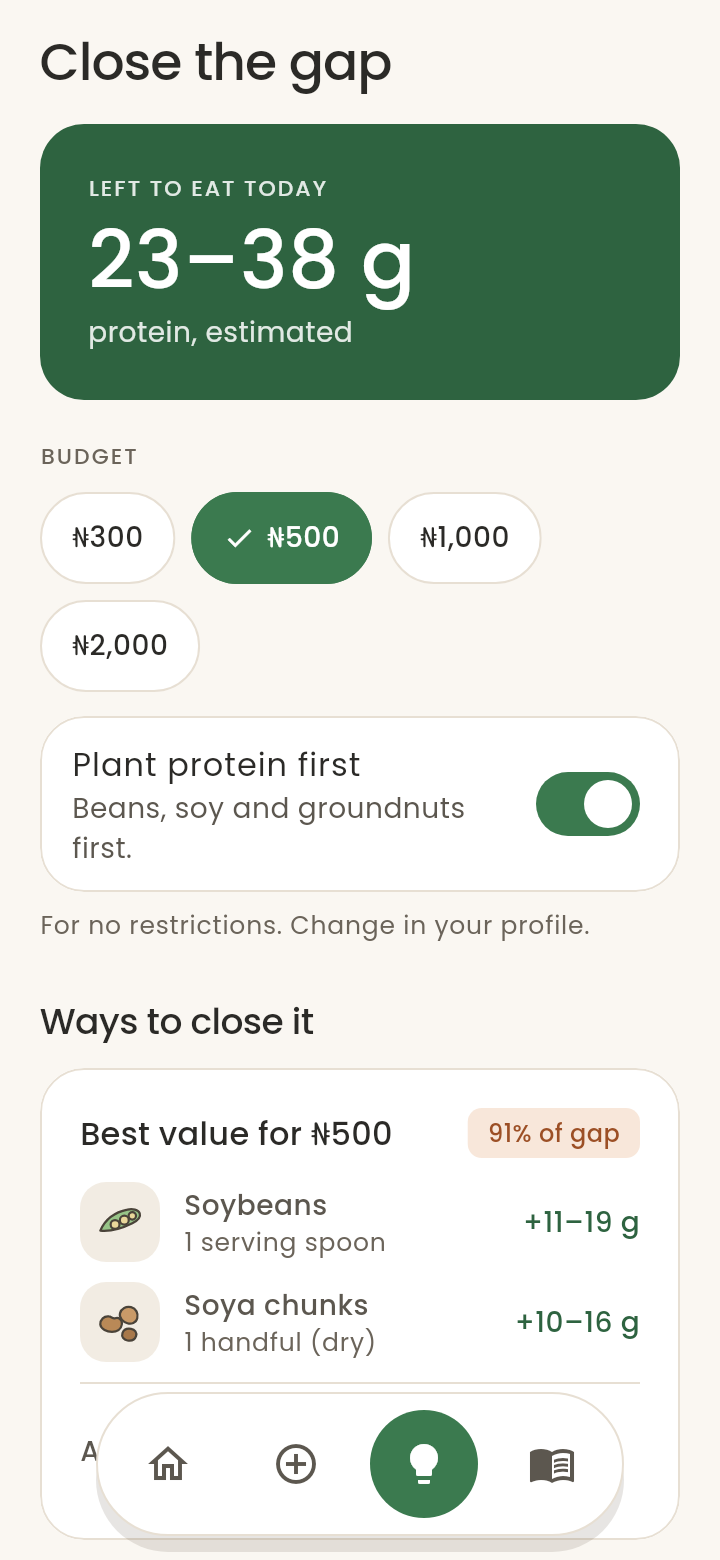 Close the gap
LEFT TO EAT TODAY
23–38 g
protein, estimated
BUDGET
₦300
₦500
₦1,000
₦2,000
Plant protein first
Beans, soy and groundnuts
first.
For no restrictions. Change in your profile.
Ways to close it
Best value for ₦500
91% of gap
Soybeans
+11–19 g
1 serving spoon
Soya chunks
+10–16 g
1 handful (dry)